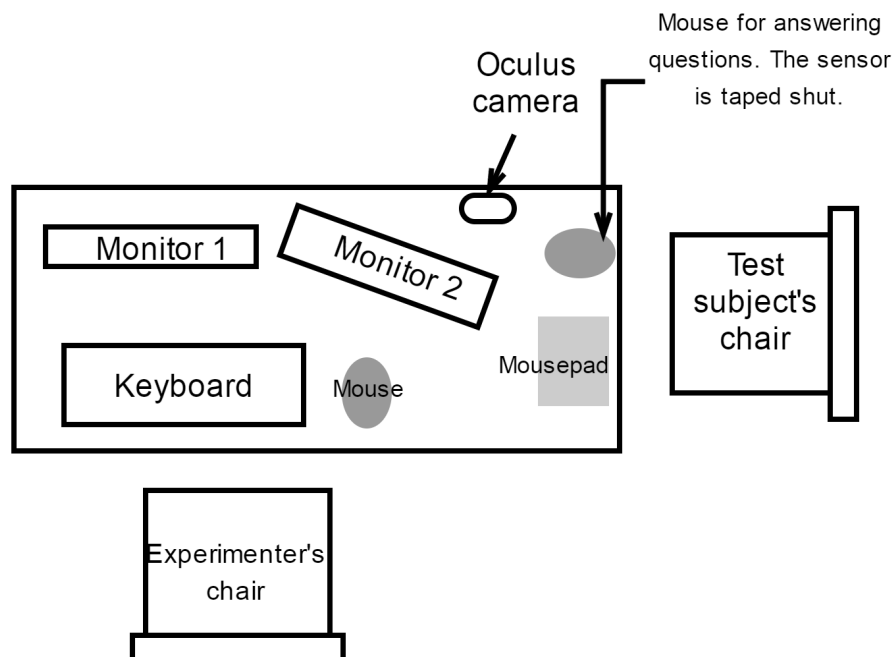 Mouse for answering
questions. The sensor
is taped shut.
Oculus
camera
Monitor 1
Monitor 2
Test
subject's
chair
Keyboard
Mouse
Mousepad
Experimenter's
chair